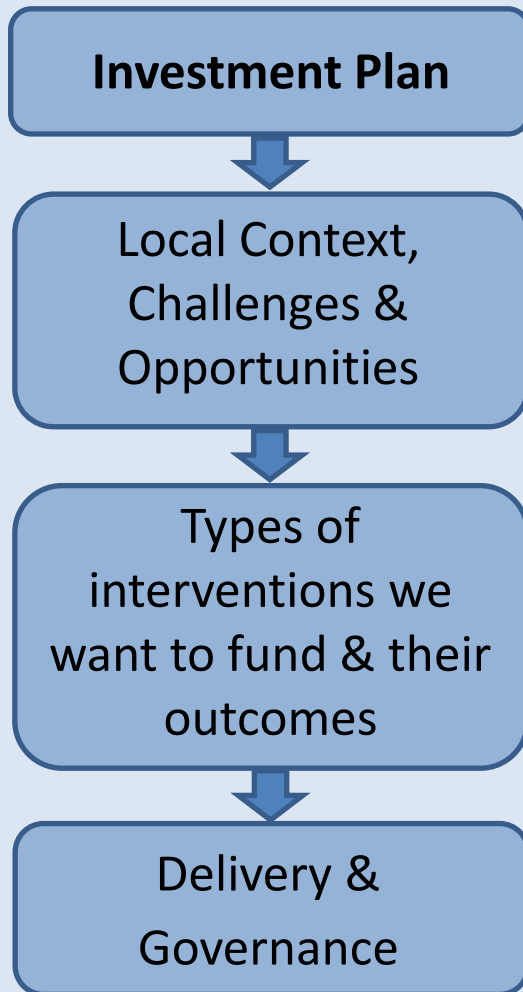 Investment Plan
Local Context,
Challenges &
Opportunities
Types of
interventions we
want to fund & their
outcomes
Delivery &
Governance